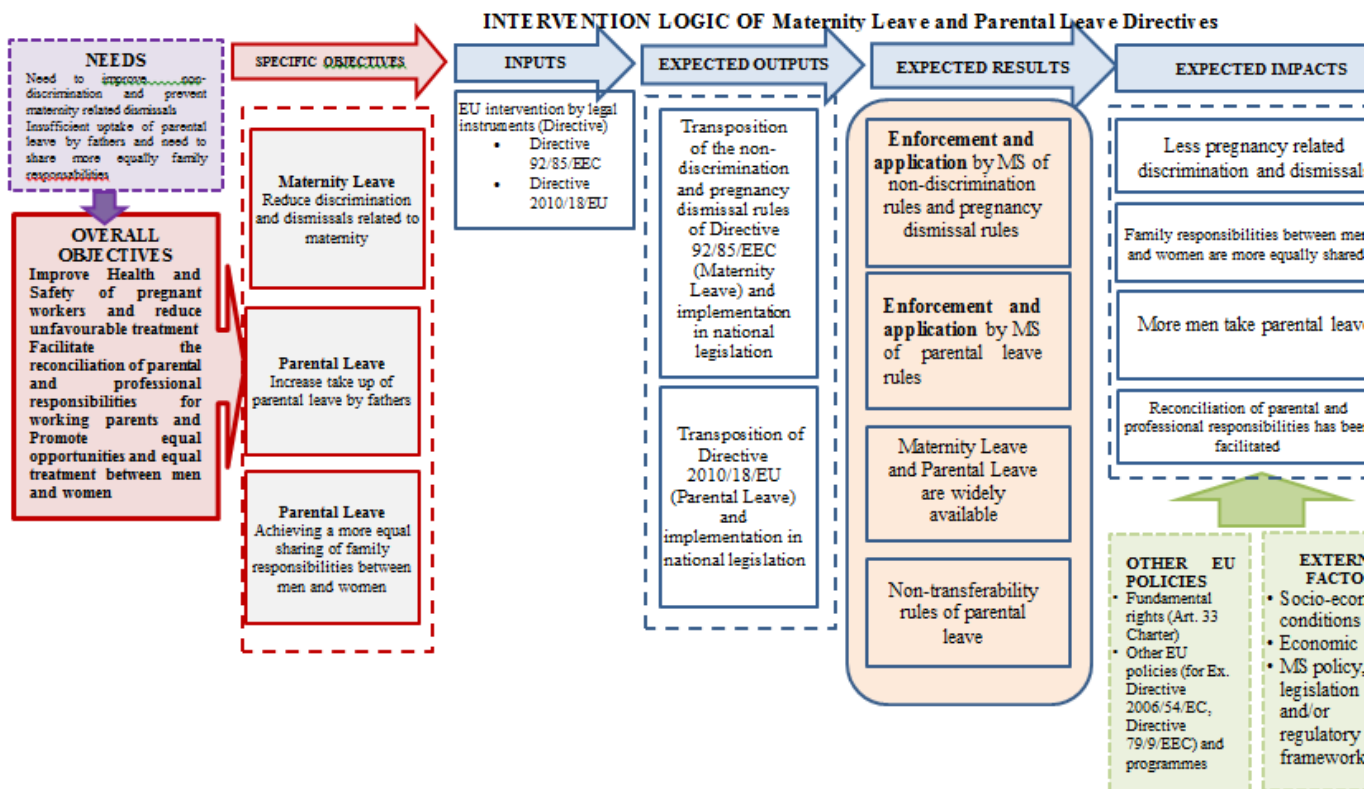 INTERVENTION LOGIC OF Maternity Leave and Parental Leave Directives
NEEDS
Need to improve non-
discrimination and prevent
maternity related dismissals
Insufficient uptake of parental
leave by fathers and need to
share more equally family
responsabilities
OVERALL
OBJECTIVES
Improve Health and
Safety of pregnant
workers and reduce
unfavourable treatment
Facilitate the
reconciliation of parental
and professional
responsibilities for
working parents and
Promote equal
opportunities and equal
treatment between men
and women
SPECIFIC OBJECTIVES
Maternity Leave
Reduce discrimination
and dismissals related to
maternity
Parental Leave
Increase take up of
parental leave by fathers
Parental Leave
Achieving a more equal
sharing of family
responsibilities between
men and women
INPUTS
EU intervention by legal
instruments (Directive)
• Directive
92/85/EEC
• Directive
2010/18/EU
EXPECTED OUTPUTS
Transposition
of the non-
discrimination
and pregnancy
dismissal rules
of Directive
92/85/EEC
(Maternity
Leave) and
implementation
in national
legislation
Transposition of
Directive
2010/18/EU
(Parental Leave)
and
implementation in
national legislation
EXPECTED RESULTS
Enforcement and
application by MS of
non-discrimination
rules and pregnancy
dismissal rules
Enforcement and
application by MS
of parental leave
rules
Maternity Leave
and Parental Leave
are widely
available
Non-transferability
rules of parental
leave
EXPECTED IMPACTS
Less pregnancy related
discrimination and dismissals
Family responsibilities between men
and women are more equally shared
More men take parental leave
Reconciliation of parental and
professional responsibilities has been
facilitated
OTHER EU
POLICIES
• Fundamental
rights (Art. 33
Charter)
• Other EU
policies (for Ex.
Directive
2006/54/EC,
Directive
79/9/EEC) and
programmes
EXTERN
FACTO
• Socio-econ
conditions
• Economic
• MS policy,
legislation
and/or
regulatory
framework